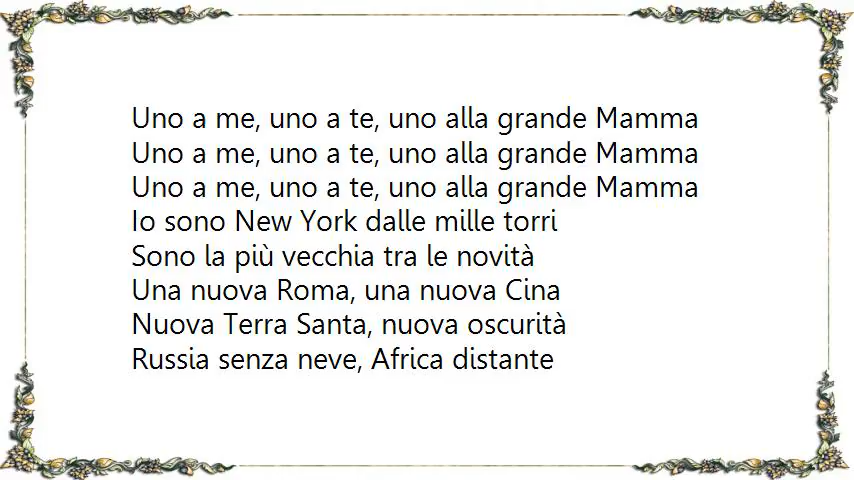 Uno a me, uno a te, uno alla grande Mamma
Uno a me, uno a te, uno alla grande Mamma
Uno a me, uno a te, uno alla grande Mamma
Io sono New York dalle mille torri
Sono la più vecchia tra le novità
Una nuova Roma, una nuova Cina
Nuova Terra Santa, nuova oscurità
Russia senza neve, Africa distante